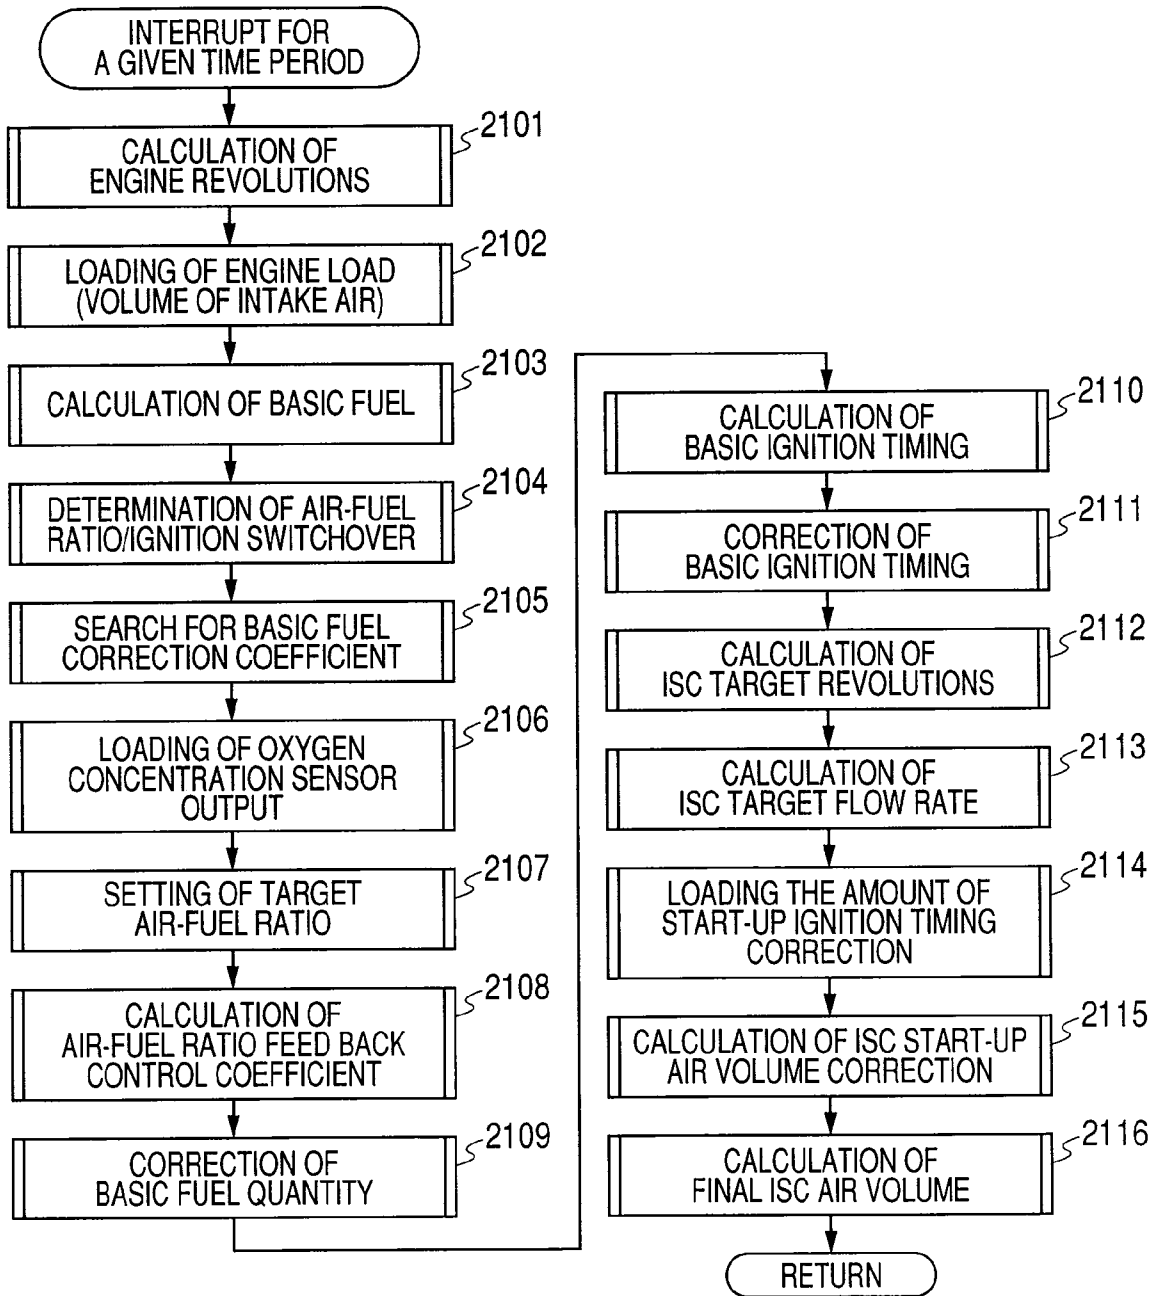 INTERRUPT FOR
A GIVEN TIME PERIOD
2101
CALCULATION OF
ENGINE REVOLUTIONS
2102
LOADING OF ENGINE LOAD
(VOLUME OF INTAKE AIR)
2103
CALCULATION OF BASIC FUEL
2104
DETERMINATION OF AIR-FUEL
RATIO/IGNITION SWITCHOVER
2105
SEARCH FOR BASIC FUEL
CORRECTION COEFFICIENT
2106
LOADING OF OXYGEN
CONCENTRATION SENSOR
OUTPUT
2107
SETTING OF TARGET
AIR-FUEL RATIO
2108
CALCULATION OF
AIR-FUEL RATIO FEED BACK
CONTROL COEFFICIENT
2109
CORRECTION OF
BASIC FUEL QUANTITY
2110
CALCULATION OF
BASIC IGNITION TIMING
2111
CORRECTION OF
BASIC IGNITION TIMING
2112
CALCULATION OF
ISC TARGET REVOLUTIONS
2113
CALCULATION OF
ISC TARGET FLOW RATE
2114
LOADING THE AMOUNT OF
START-UP IGNITION TIMING
CORRECTION
2115
CALCULATION OF ISC START-UP
AIR VOLUME CORRECTION
2116
CALCULATION OF
FINAL ISC AIR VOLUME
RETURN